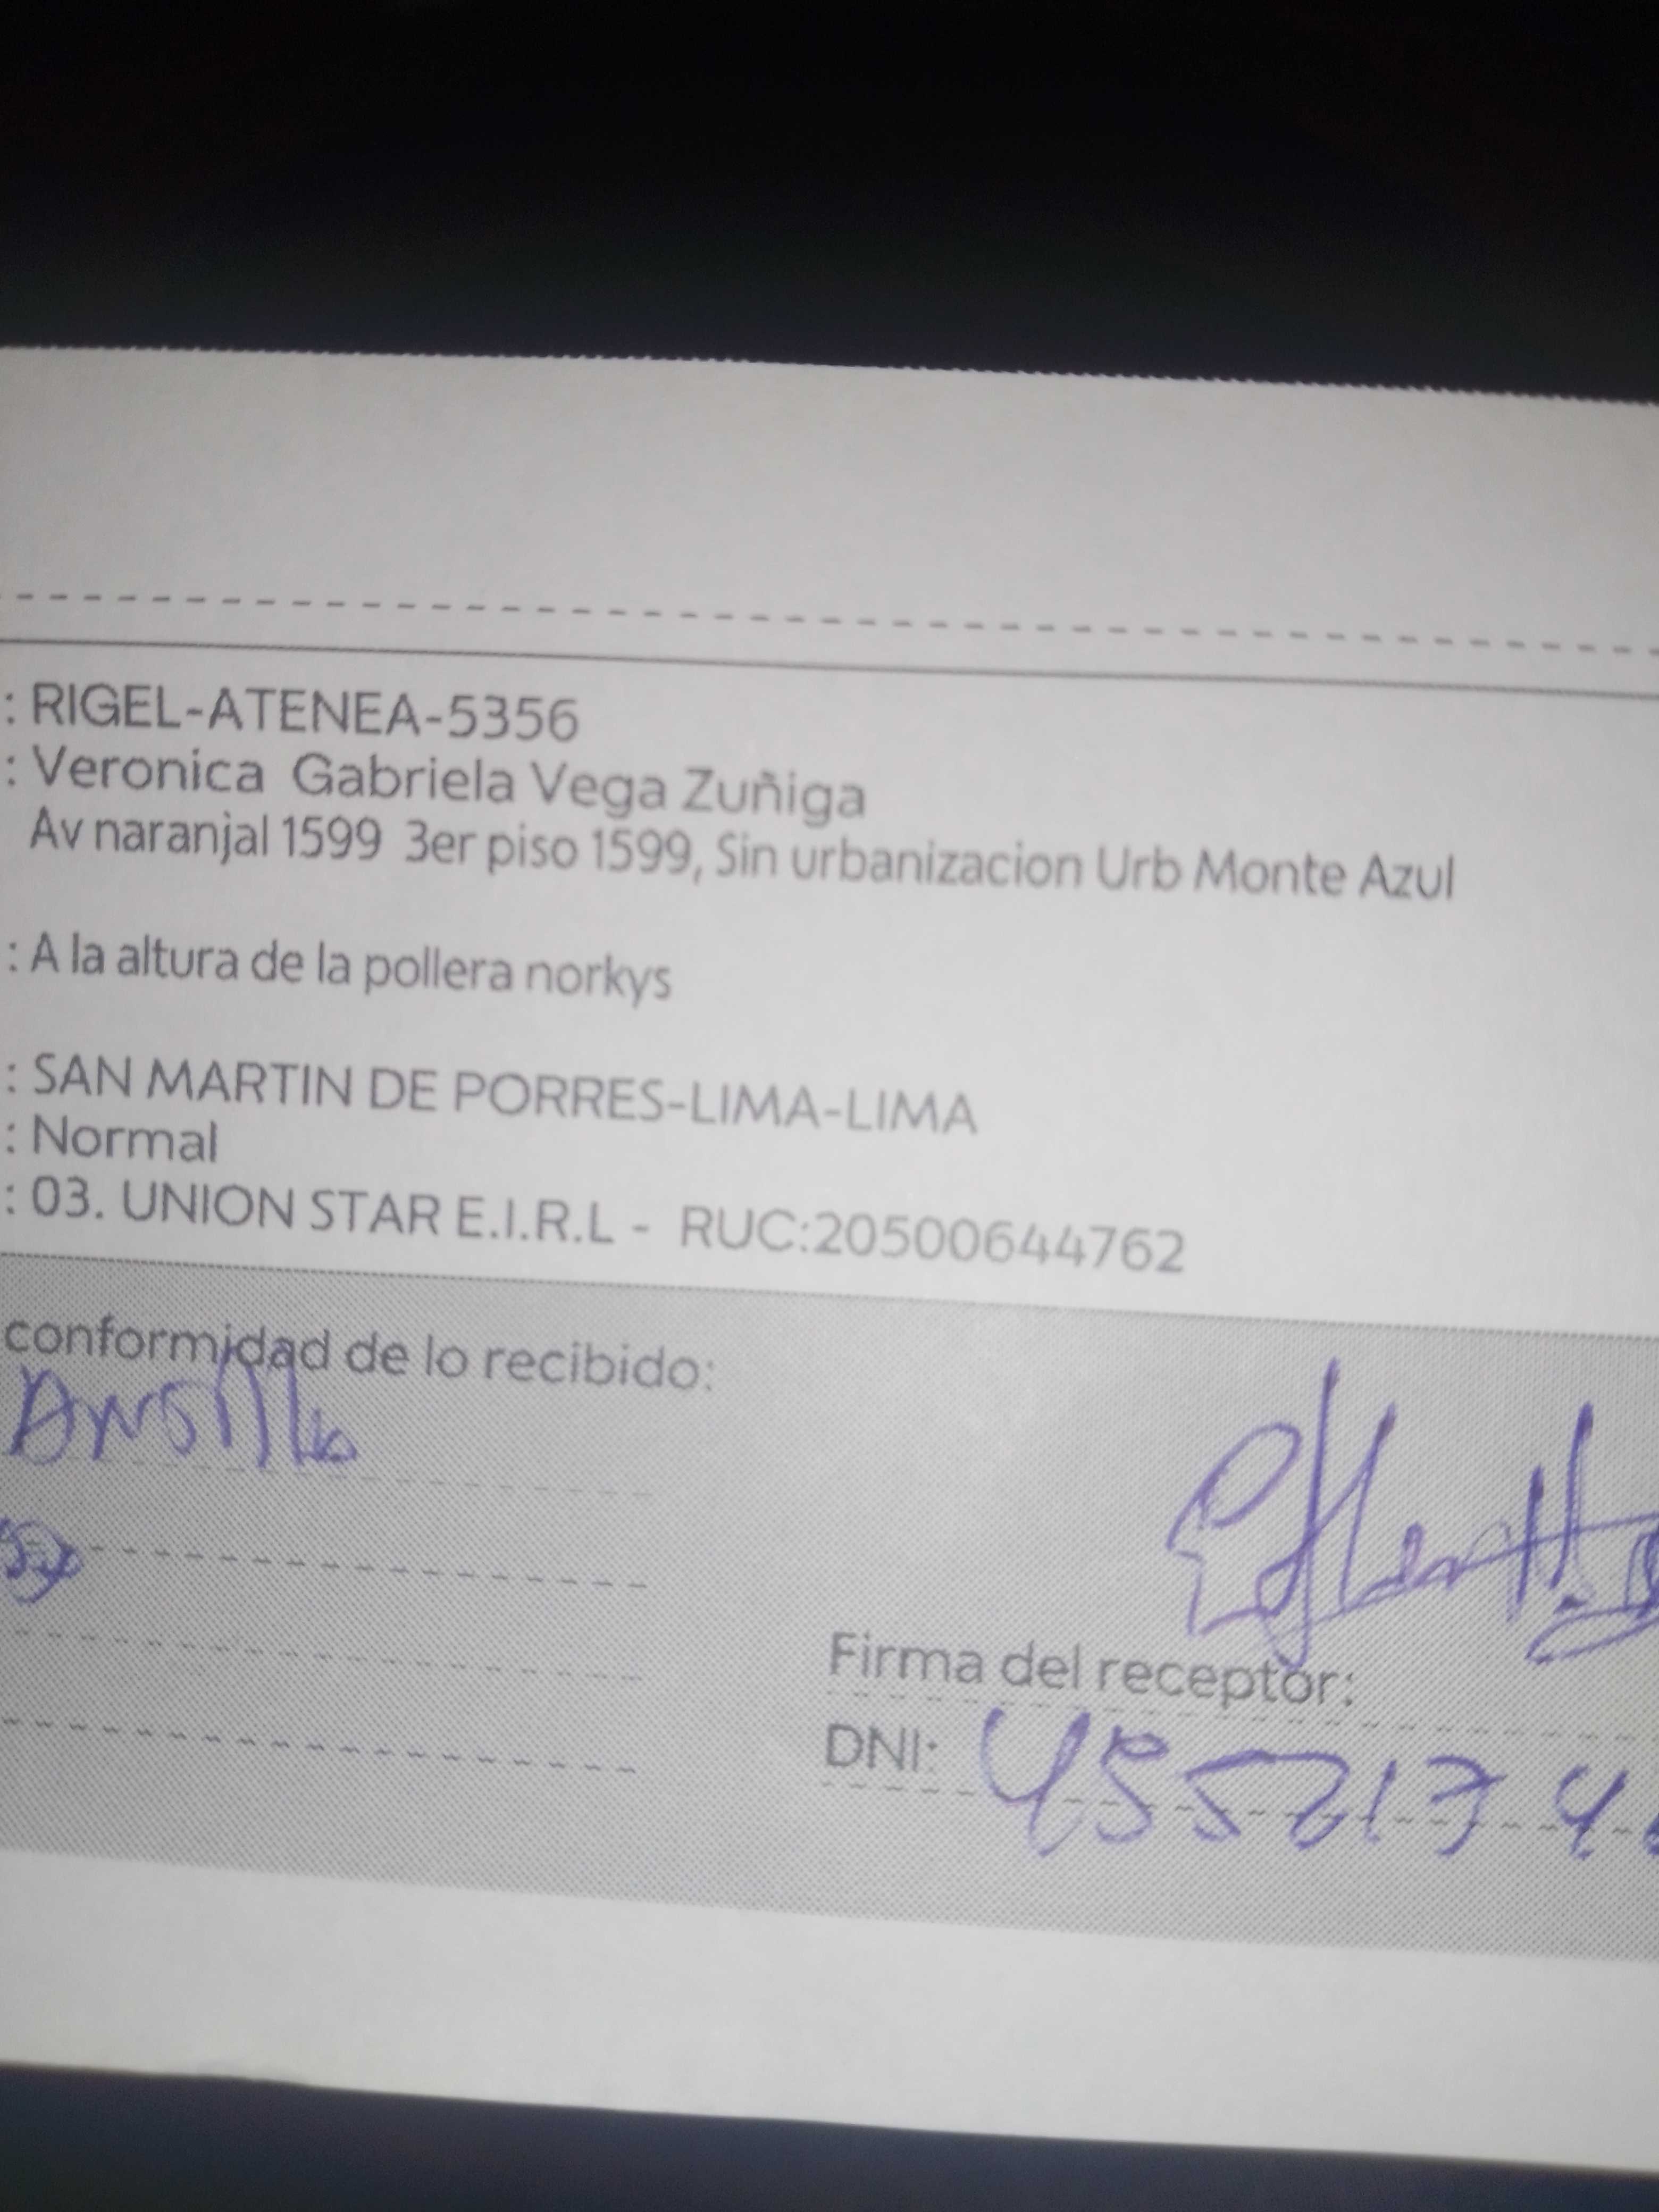 : RIGEL-ATENEA-5356
: Veronica Gabriela Vega Zuñiga
Av naranjal 1599 3er piso 1599, Sin urbanizacion Urb Monte Azul
: A la altura de la pollera norkys
: SAN MARTIN DE PORRES-LIMA-LIMA
: Normal
: 03. UNION STAR E.I.R.L - RUC:20500644762
conformidad de lo recibido:
Firma del receptor:
DNI: 4552174